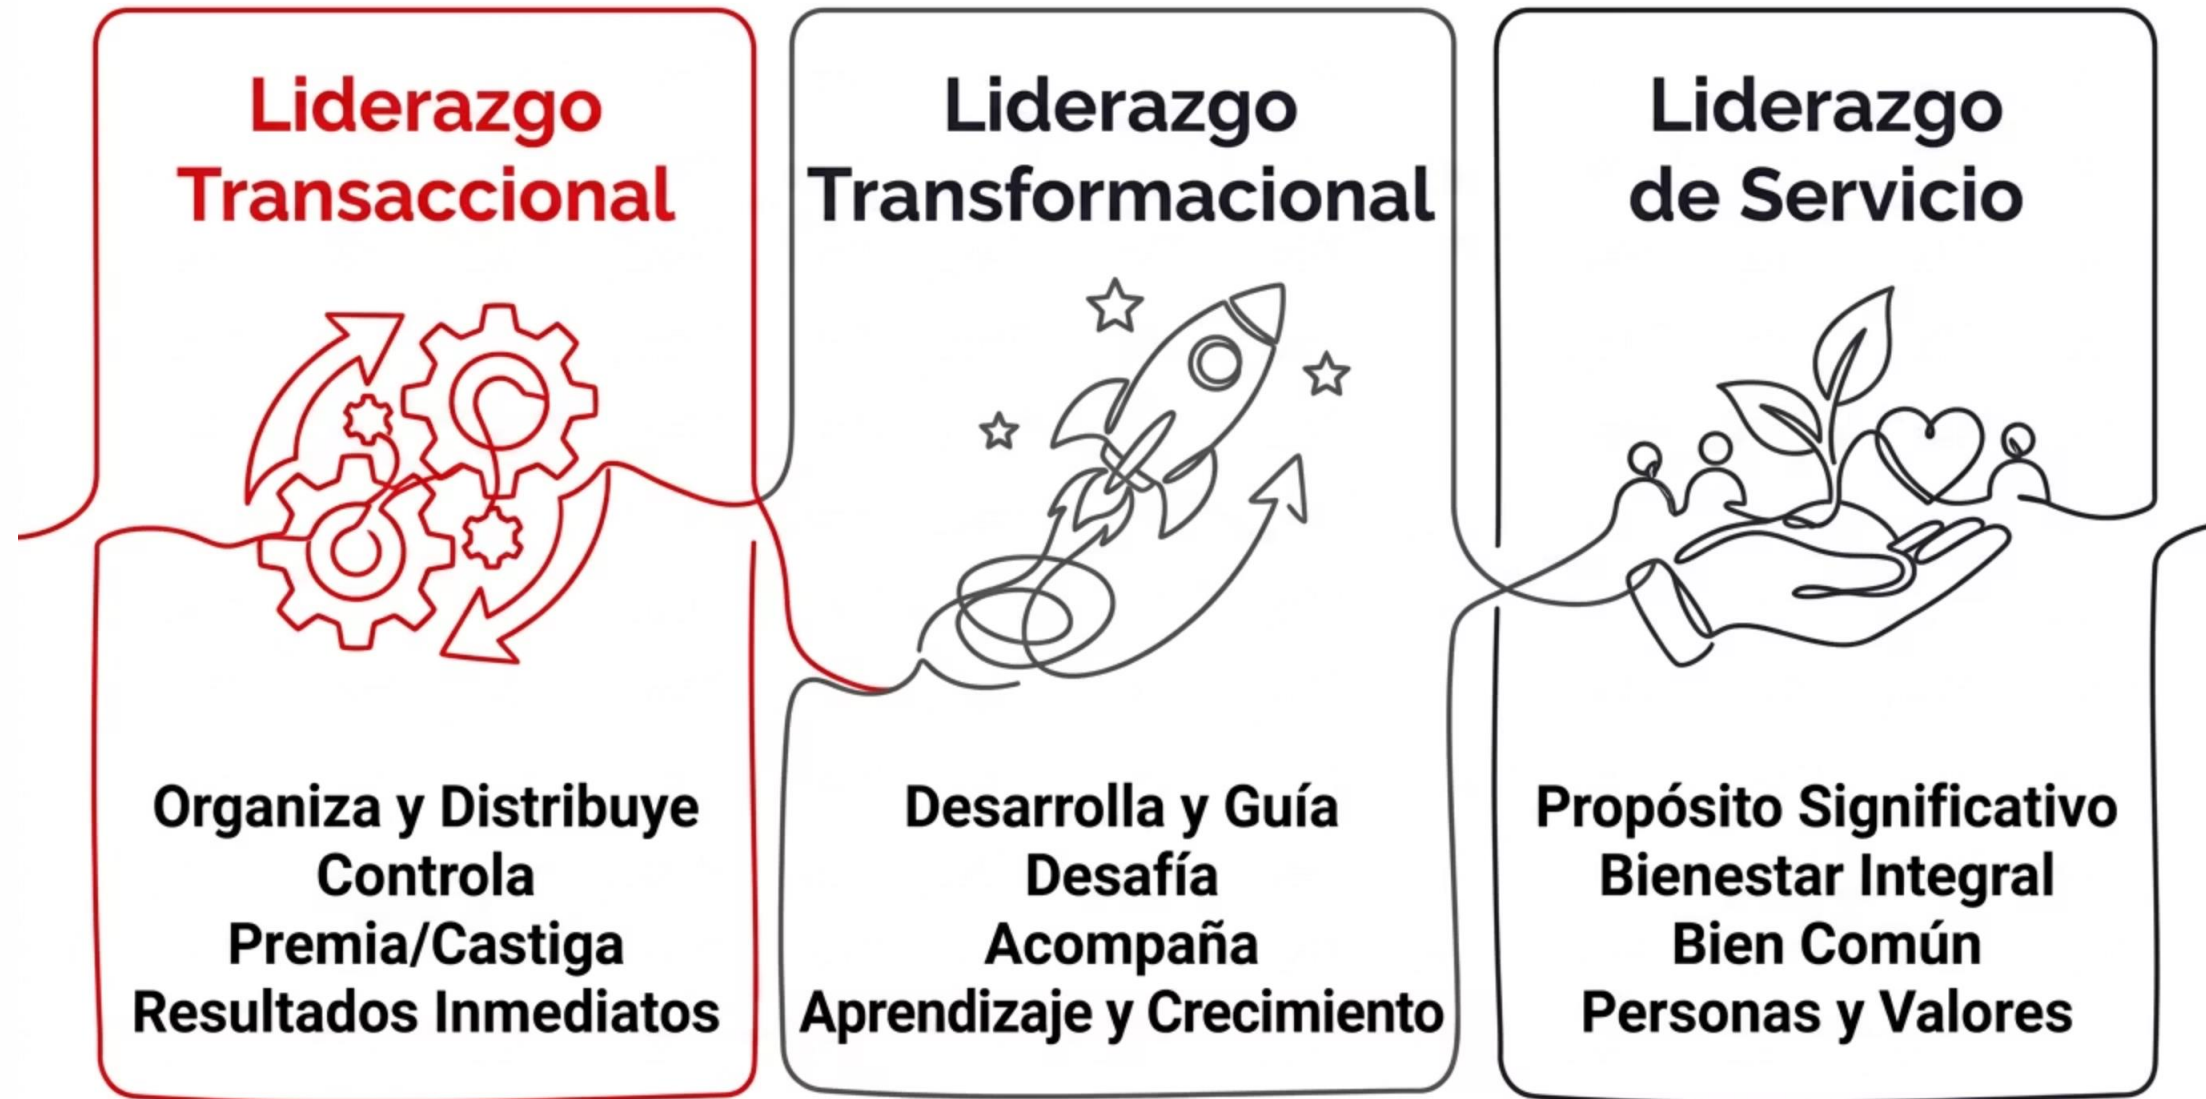 Liderazgo
Transaccional
Organiza y Distribuye
Controla
Premia/Castiga
Resultados Inmediatos
Liderazgo
Transformacional
Desarrolla y Guía
Desafía
Acompaña
Aprendizaje y Crecimiento
Liderazgo
de Servicio
Propósito Significativo
Bienestar Integral
Bien Común
Personas y Valores